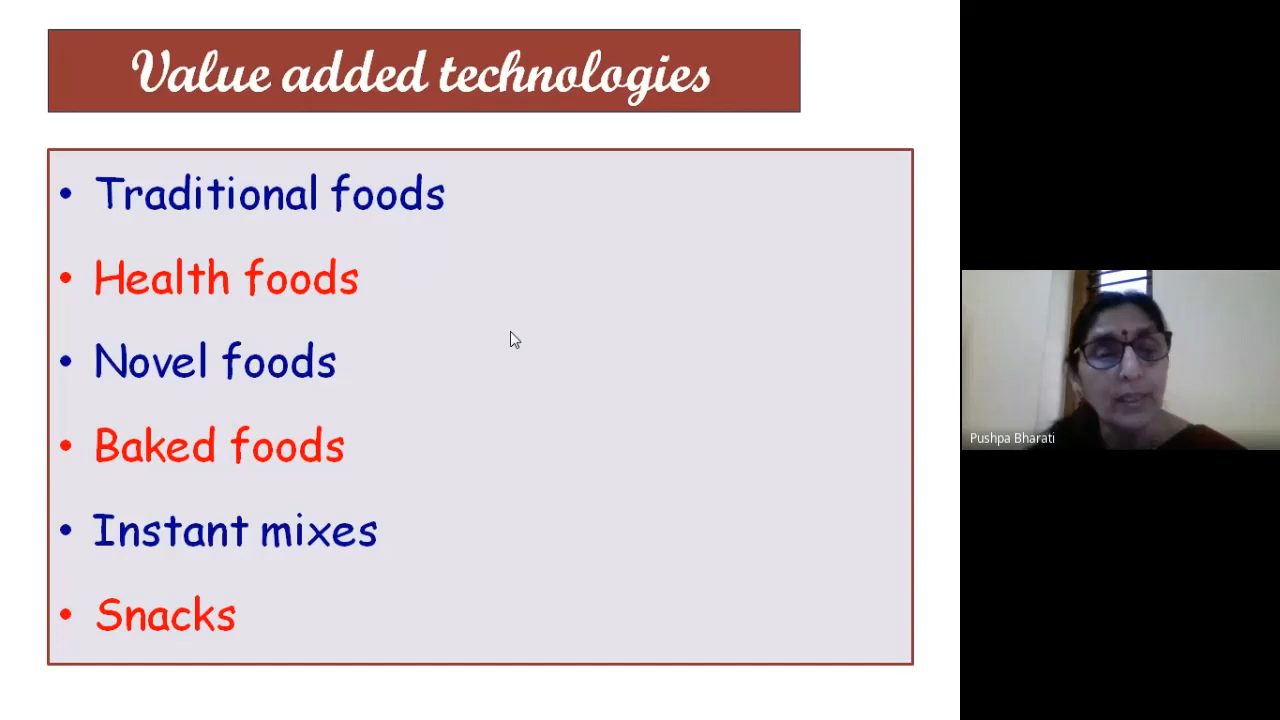 Value added technologies
• Traditional foods
• Health foods
• Novel foods
• Baked foods
• Instant mixes
• Snacks
Pushpa Bharati